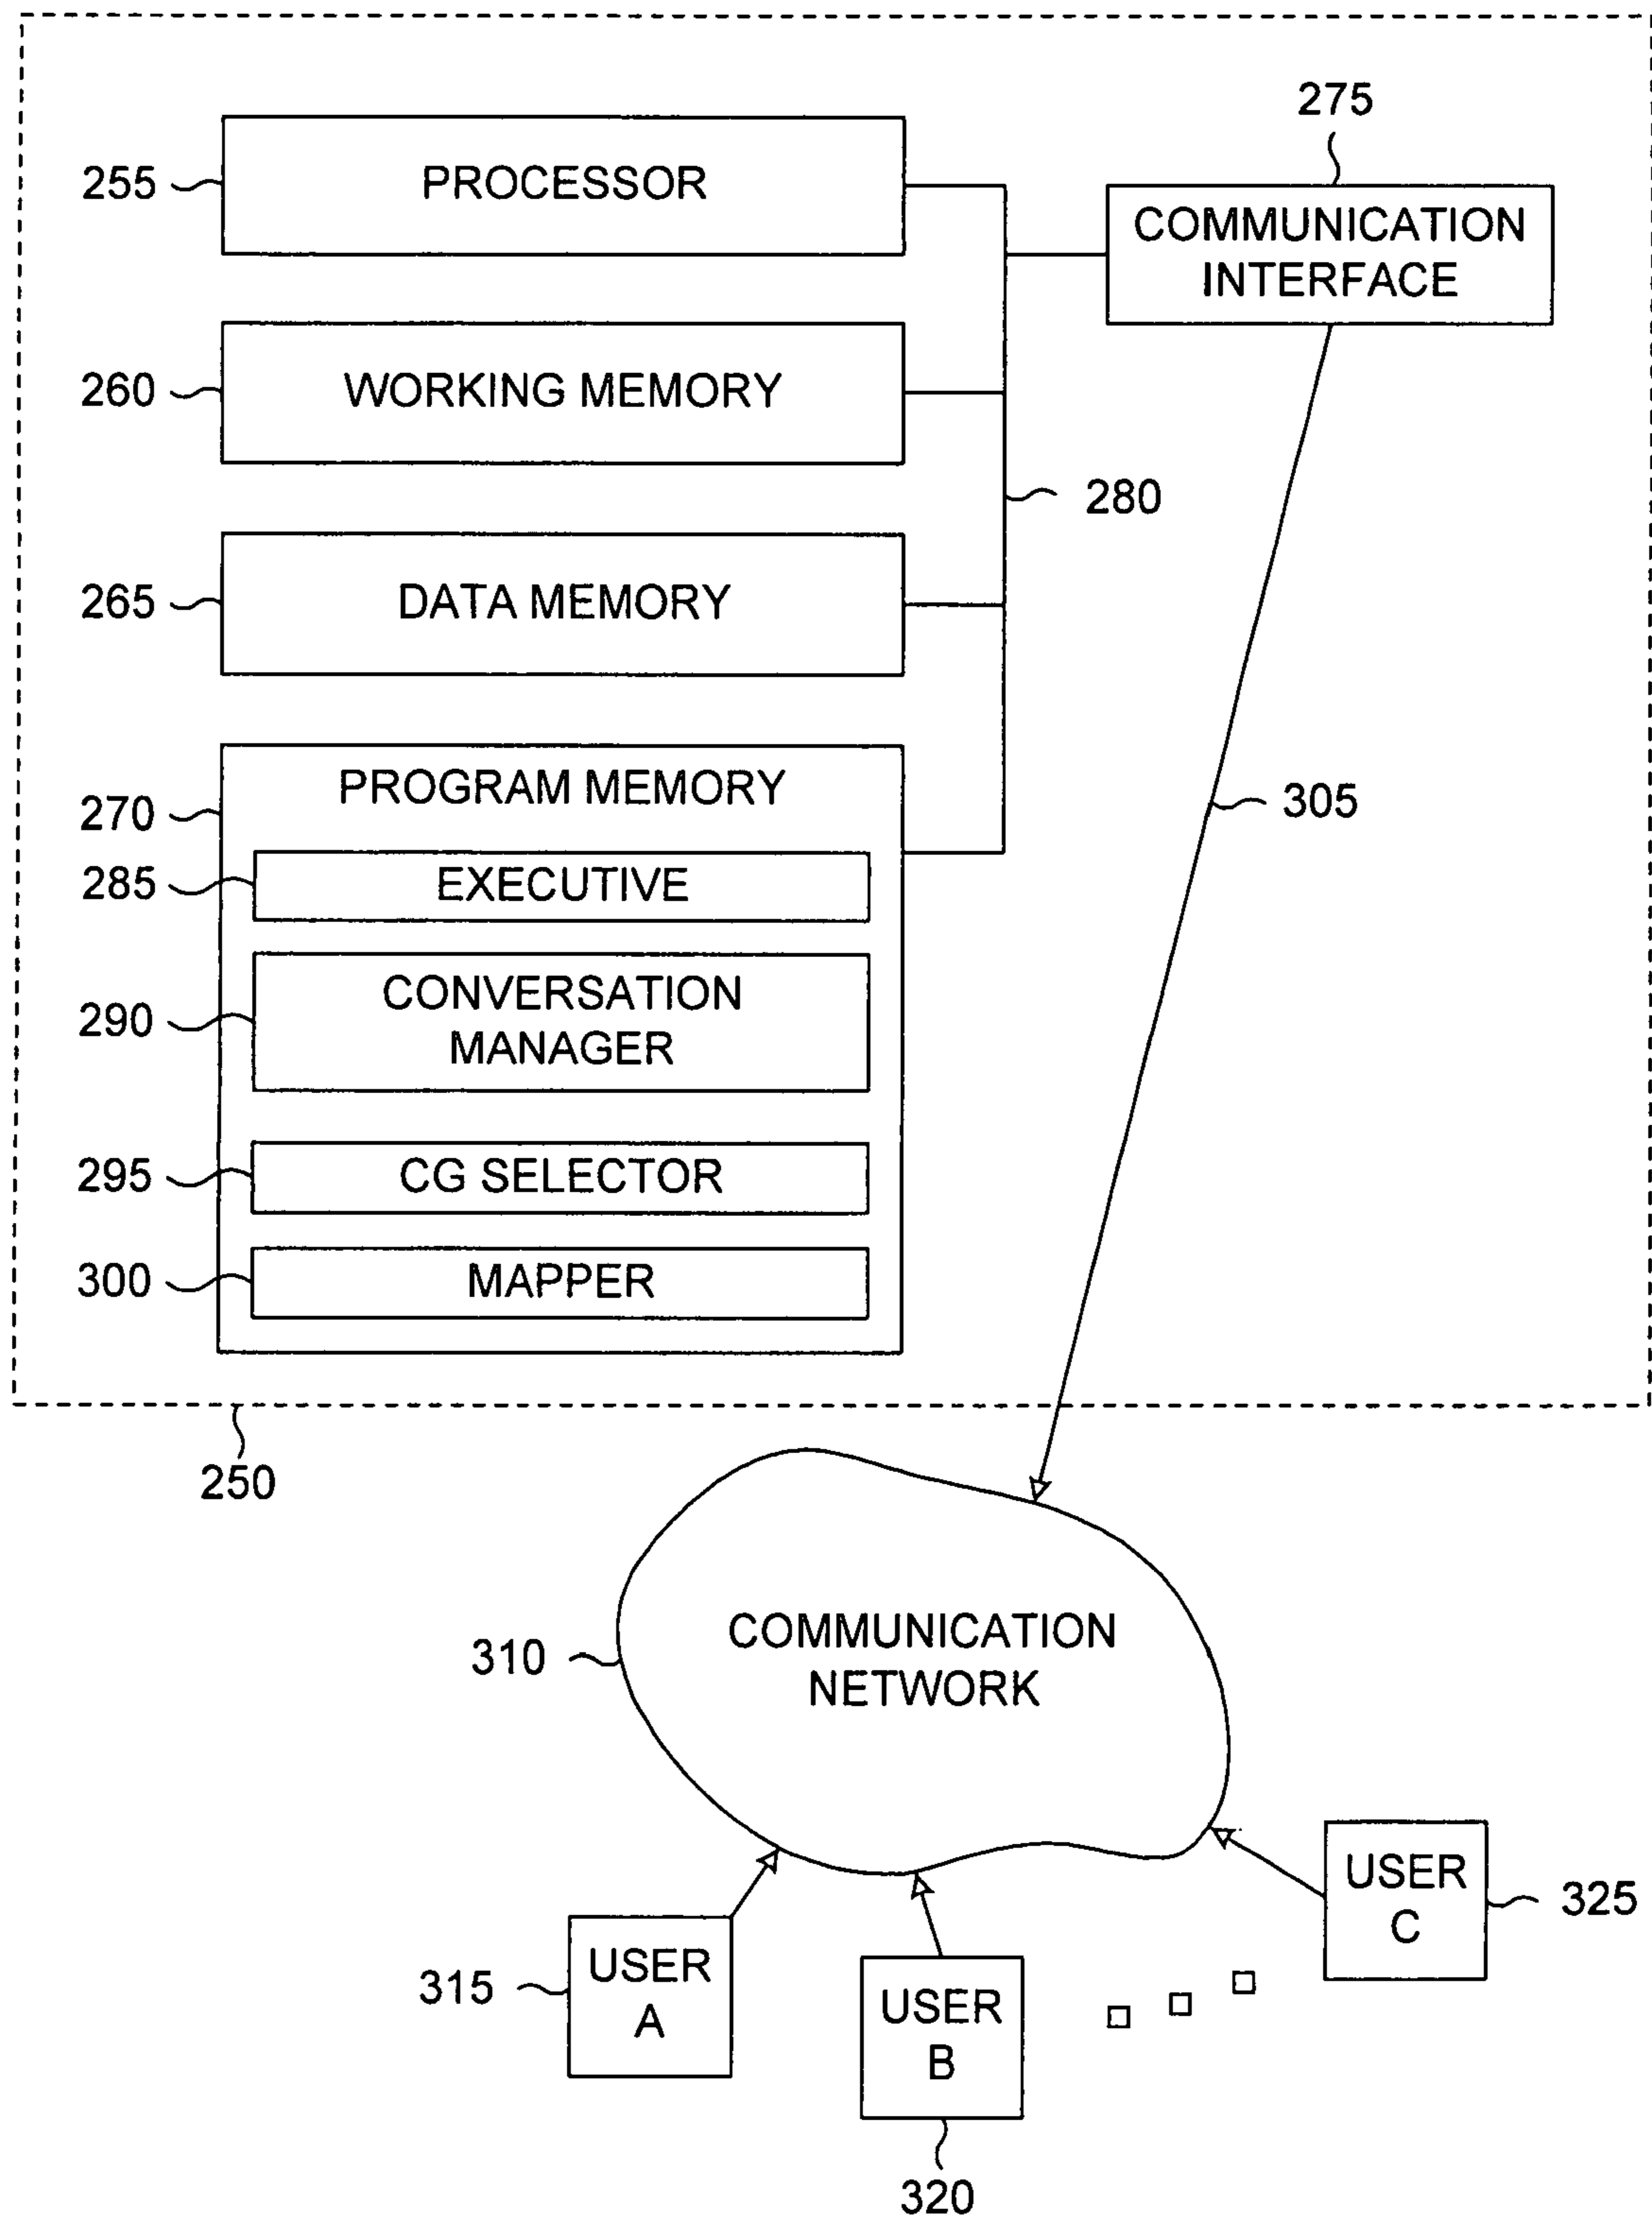 275
255
PROCESSOR
COMMUNICATION
INTERFACE
260
WORKING MEMORY
280
265
DATA MEMORY
270
PROGRAM MEMORY
305
285
EXECUTIVE
290
CONVERSATION
MANAGER
295
CG SELECTOR
300
MAPPER
250
310
COMMUNICATION
NETWORK
315
USER
A
USER
B
320
USER
C
325